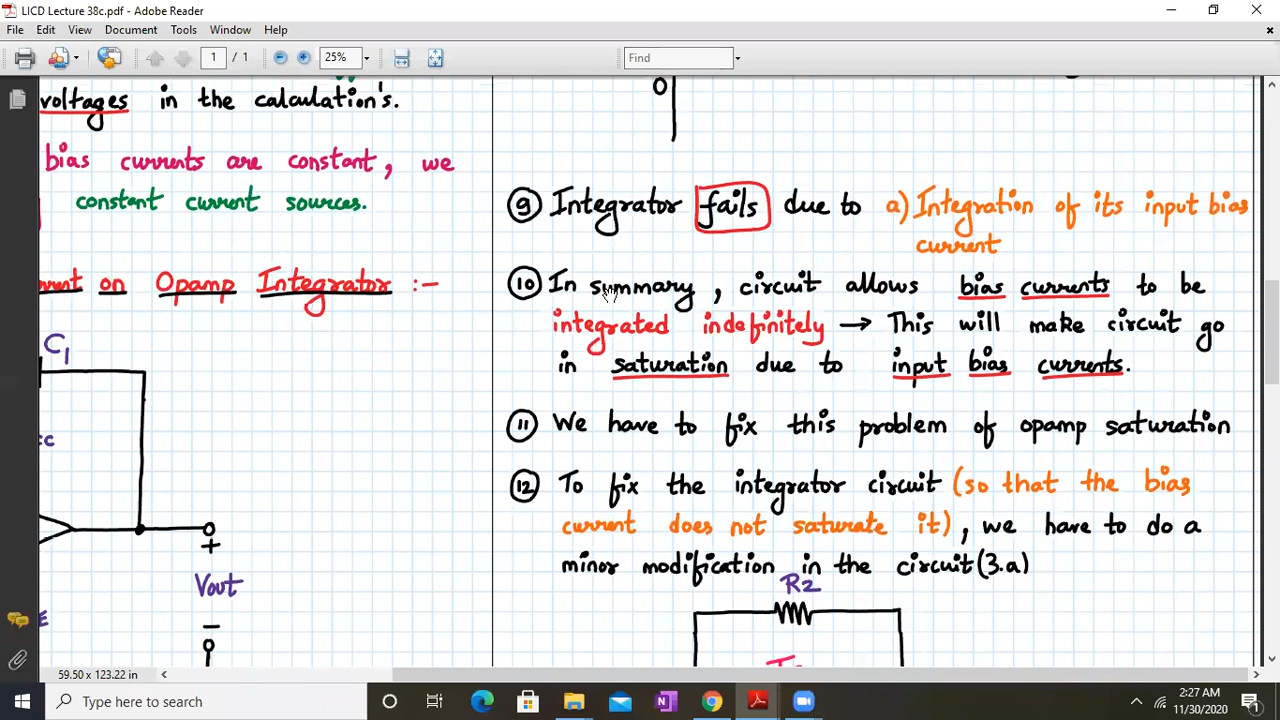 LICD Lecture 38c.pdf - Adobe Reader
File Edit View Document Tools Window Help
1 / 1 25% Find
voltages in the calculation's.
bias currents are constant, we
constant current sources.
on Opamp Integrator :-
C1
Vout
+
−
0
9 Integrator fails due to a) Integration of its input bias
current
10 In summary, circuit allows bias currents to be
integrated indefinitely → This will make circuit go
in saturation due to input bias currents.
11 We have to fix this problem of opamp saturation
12 To fix the integrator circuit (so that the bias
current does not saturate it), we have to do a
minor modification in the circuit(3.a)
R2
59.50 x 123.22 in
Type here to search
2:27 AM
11/30/2020